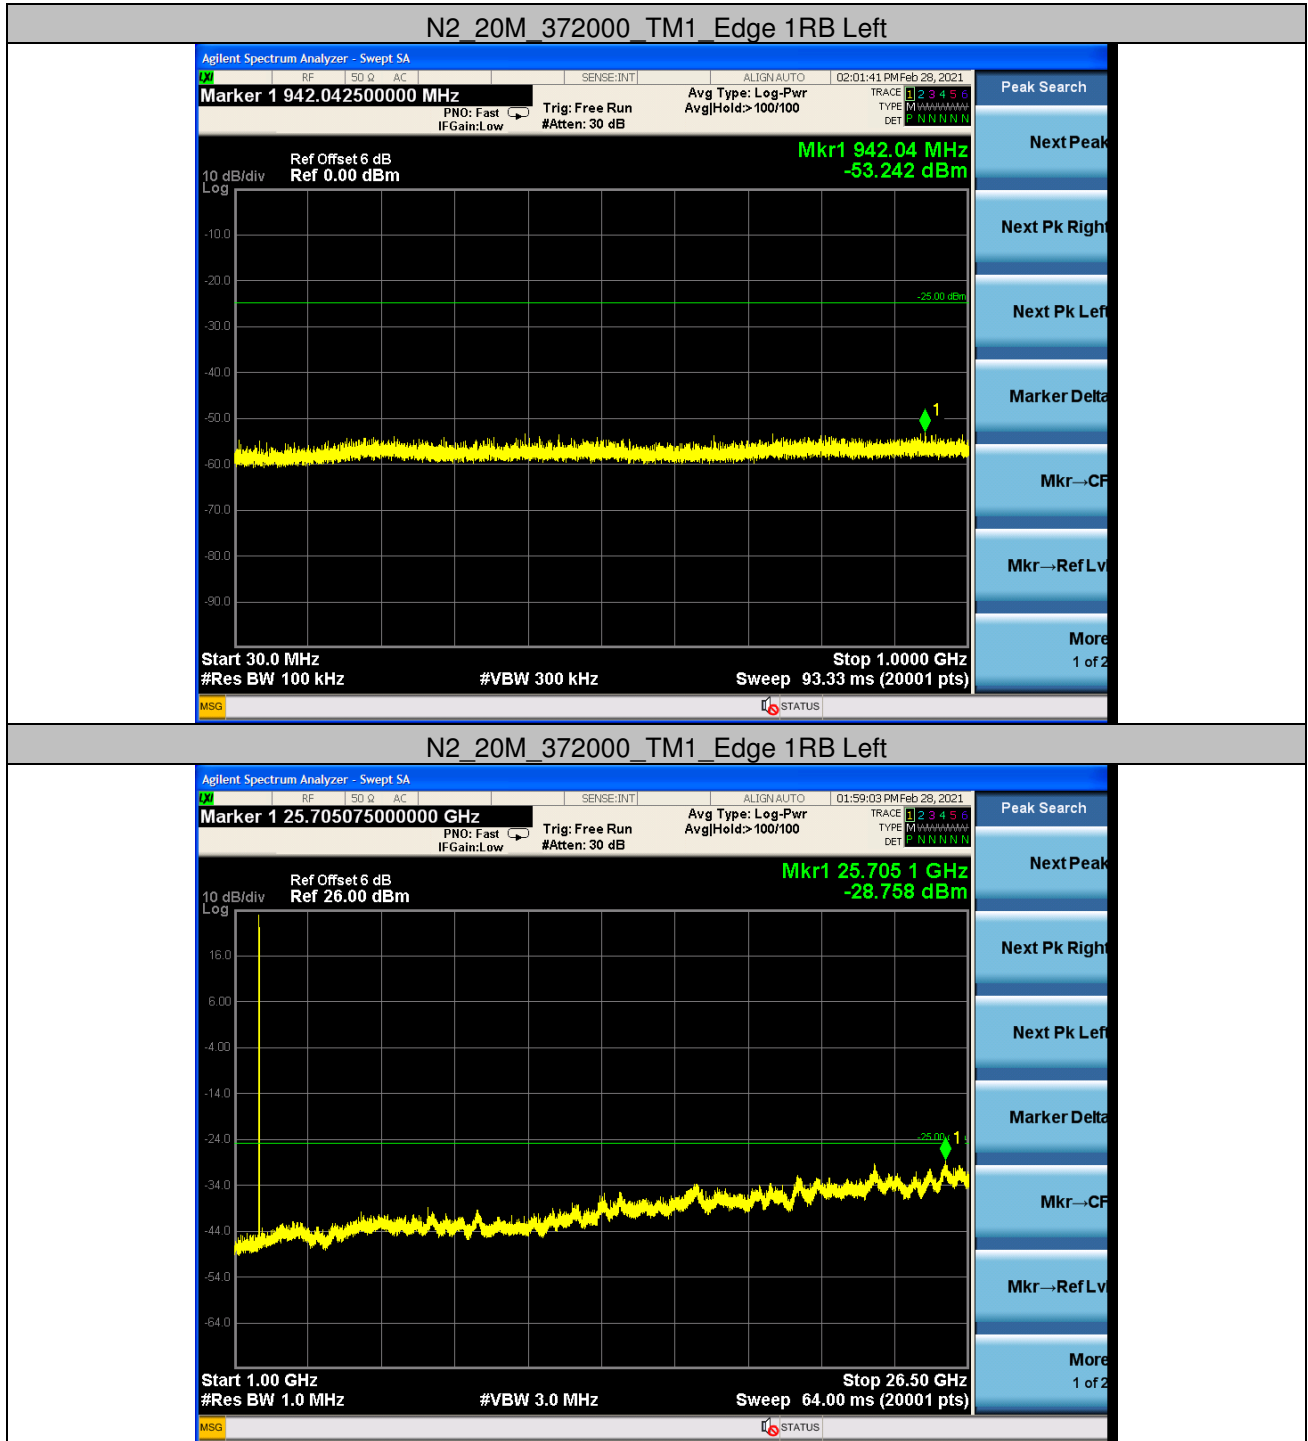 N2_20M_372000_TM1_Edge 1RB Left
Agilent Spectrum Analyzer - Swept SA
LXI RF 50 Ω AC SENSE:INT ALIGN AUTO 02:01:41 PM Feb 28, 2021
Marker 1 942.042500000 MHz
PNO: Fast
IFGain:Low
Trig: Free Run
#Atten: 30 dB
Avg Type: Log-Pwr
Avg|Hold:>100/100
TRACE 1 2 3 4 5 6
TYPE M
DET P N N N N N
Peak Search
Mkr1 942.04 MHz
-53.242 dBm
Ref Offset 6 dB
10 dB/div Ref 0.00 dBm
Log
-10.0
-20.0
-25.00 dBm
-30.0
-40.0
-50.0
1
-60.0
-70.0
-80.0
-90.0
Start 30.0 MHz Stop 1.0000 GHz
#Res BW 100 kHz #VBW 300 kHz Sweep 93.33 ms (20001 pts)
MSG STATUS
Next Peak
Next Pk Right
Next Pk Left
Marker Delta
Mkr→CF
Mkr→Ref Lvl
More
1 of 2
N2_20M_372000_TM1_Edge 1RB Left
Agilent Spectrum Analyzer - Swept SA
LXI RF 50 Ω AC SENSE:INT ALIGN AUTO 01:59:03 PM Feb 28, 2021
Marker 1 25.705075000000 GHz
PNO: Fast
IFGain:Low
Trig: Free Run
#Atten: 30 dB
Avg Type: Log-Pwr
Avg|Hold:>100/100
TRACE 1 2 3 4 5 6
TYPE M
DET P N N N N N
Peak Search
Mkr1 25.705 1 GHz
-28.758 dBm
Ref Offset 6 dB
10 dB/div Ref 26.00 dBm
Log
16.0
6.00
-4.00
-14.0
-24.0
-25.00
1
-34.0
-44.0
-54.0
-64.0
Start 1.00 GHz Stop 26.50 GHz
#Res BW 1.0 MHz #VBW 3.0 MHz Sweep 64.00 ms (20001 pts)
MSG STATUS
Next Peak
Next Pk Right
Next Pk Left
Marker Delta
Mkr→CF
Mkr→Ref Lvl
More
1 of 2